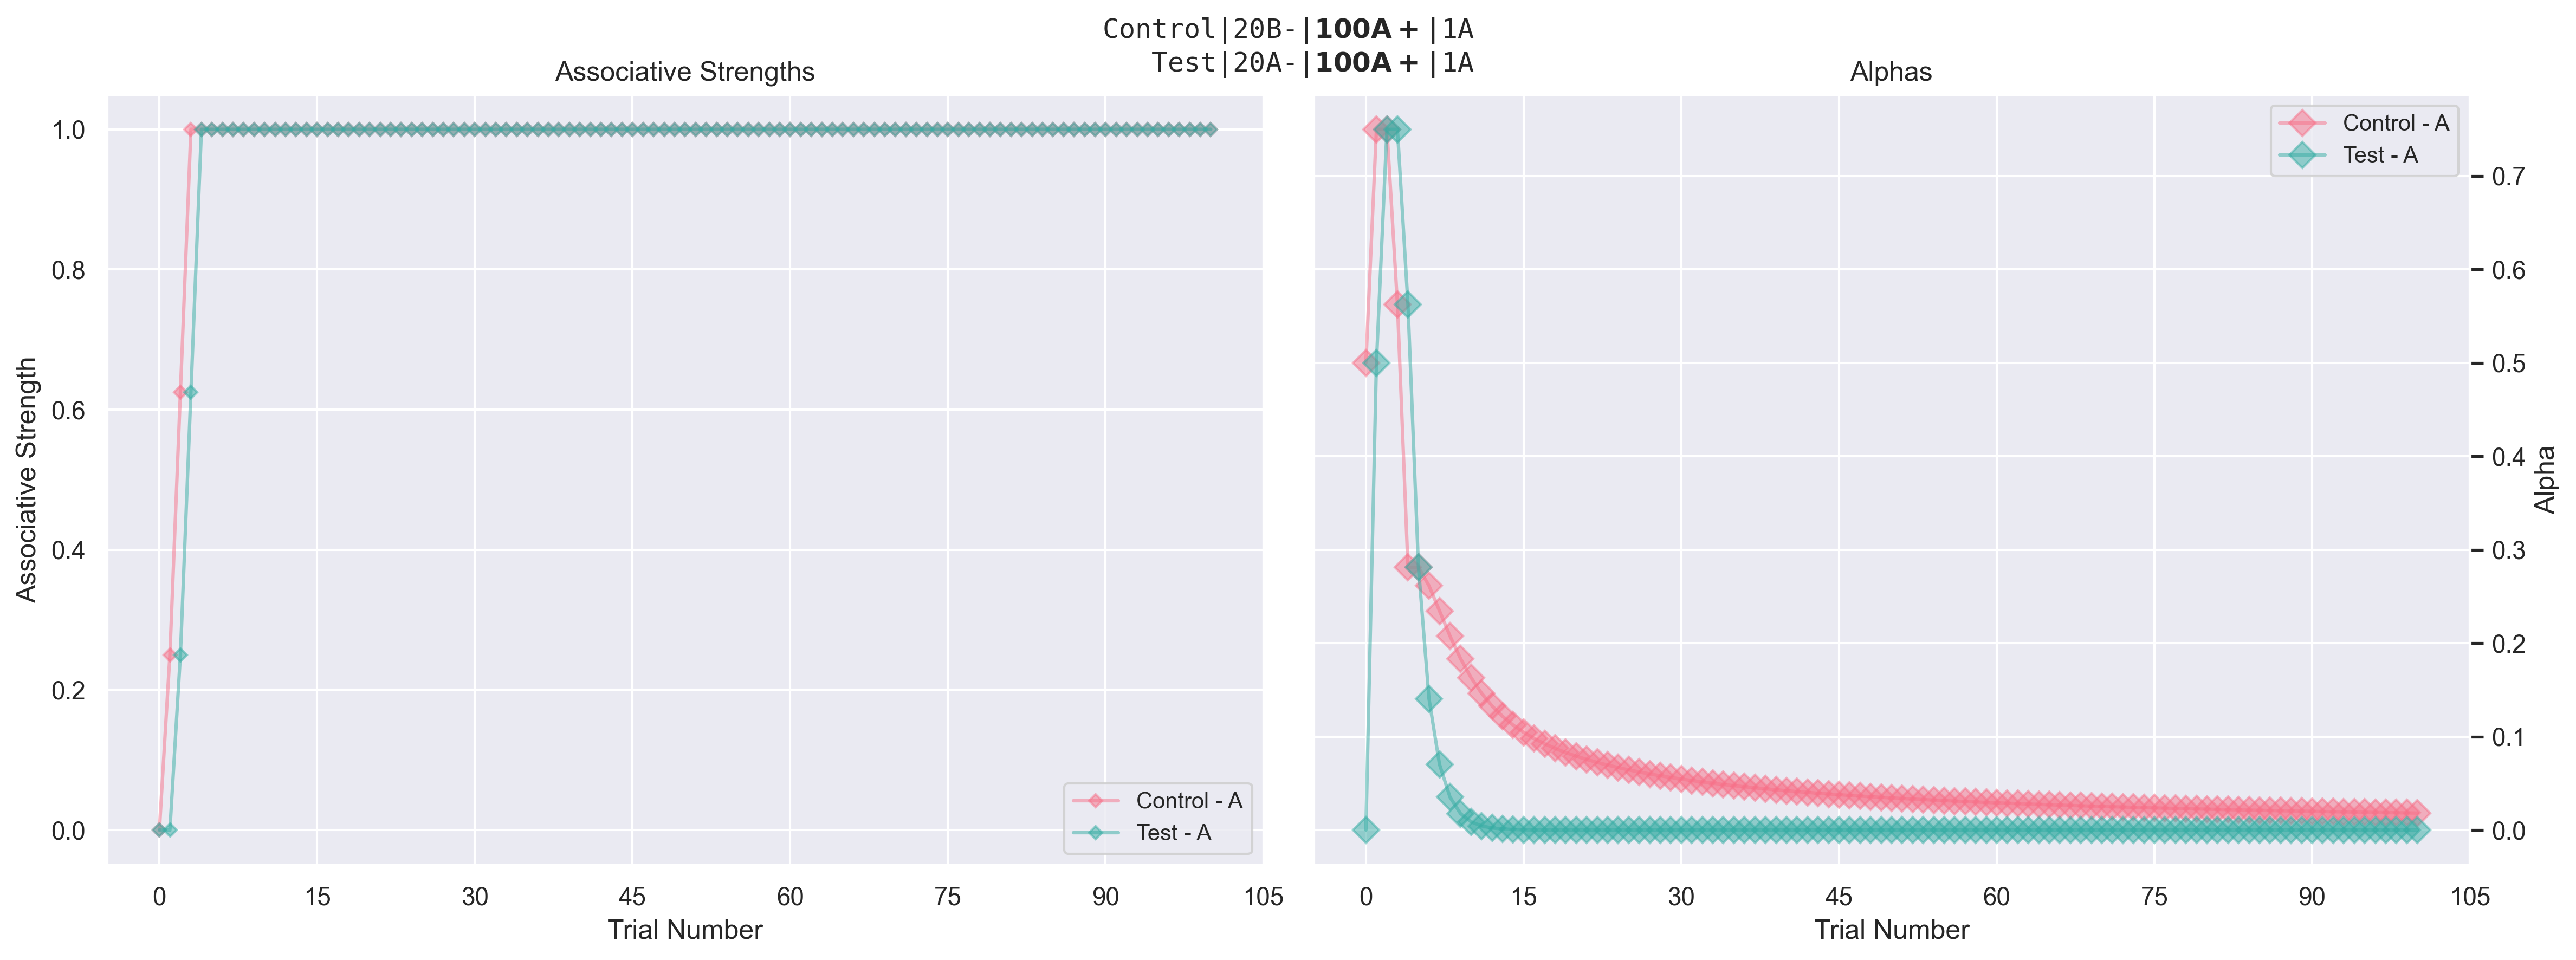 Control|20B-|100A+|1A
Test|20A-|100A+|1A
Associative Strengths
Associative Strength
1.0
0.8
0.6
0.4
0.2
0.0
0 15 30 45 60 75 90 105
Trial Number
Control - A
Test - A
Alphas
Control - A
Test - A
0.7
0.6
0.5
0.4
0.3
0.2
0.1
0.0
Alpha
0 15 30 45 60 75 90 105
Trial Number